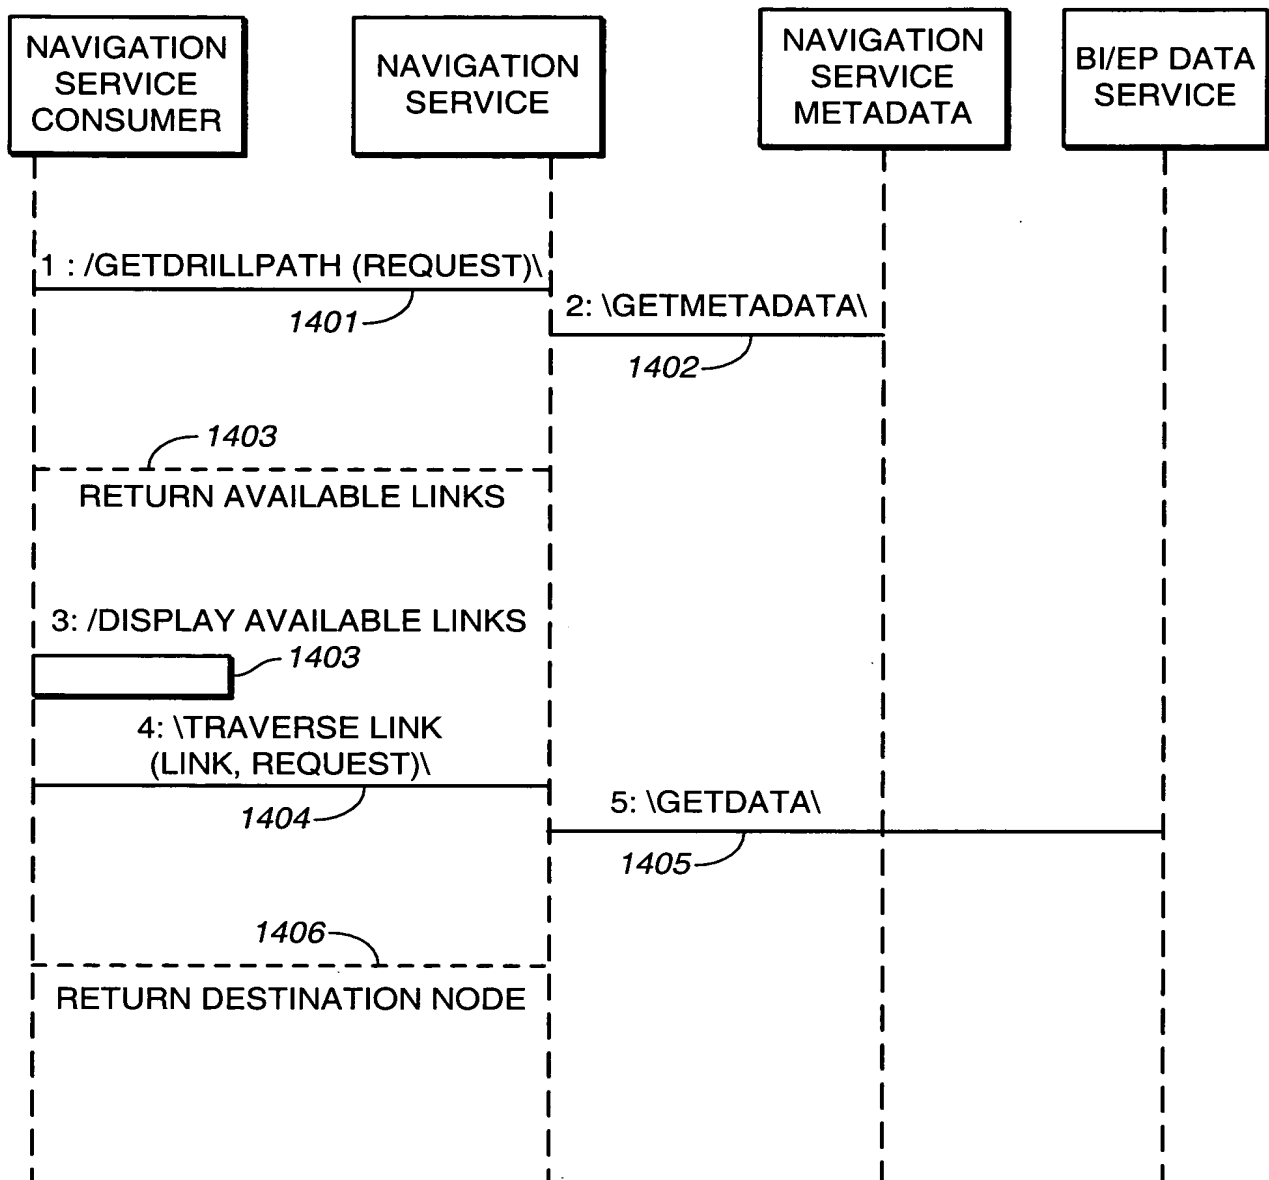 NAVIGATION
SERVICE
CONSUMER
NAVIGATION
SERVICE
NAVIGATION
SERVICE
METADATA
BI/EP DATA
SERVICE
1 : /GETDRILLPATH (REQUEST)\
1401
2: \GETMETADATA\
1402
1403
RETURN AVAILABLE LINKS
3: /DISPLAY AVAILABLE LINKS
1403
4: \TRAVERSE LINK
(LINK, REQUEST)\
1404
5: \GETDATA\
1405
1406
RETURN DESTINATION NODE